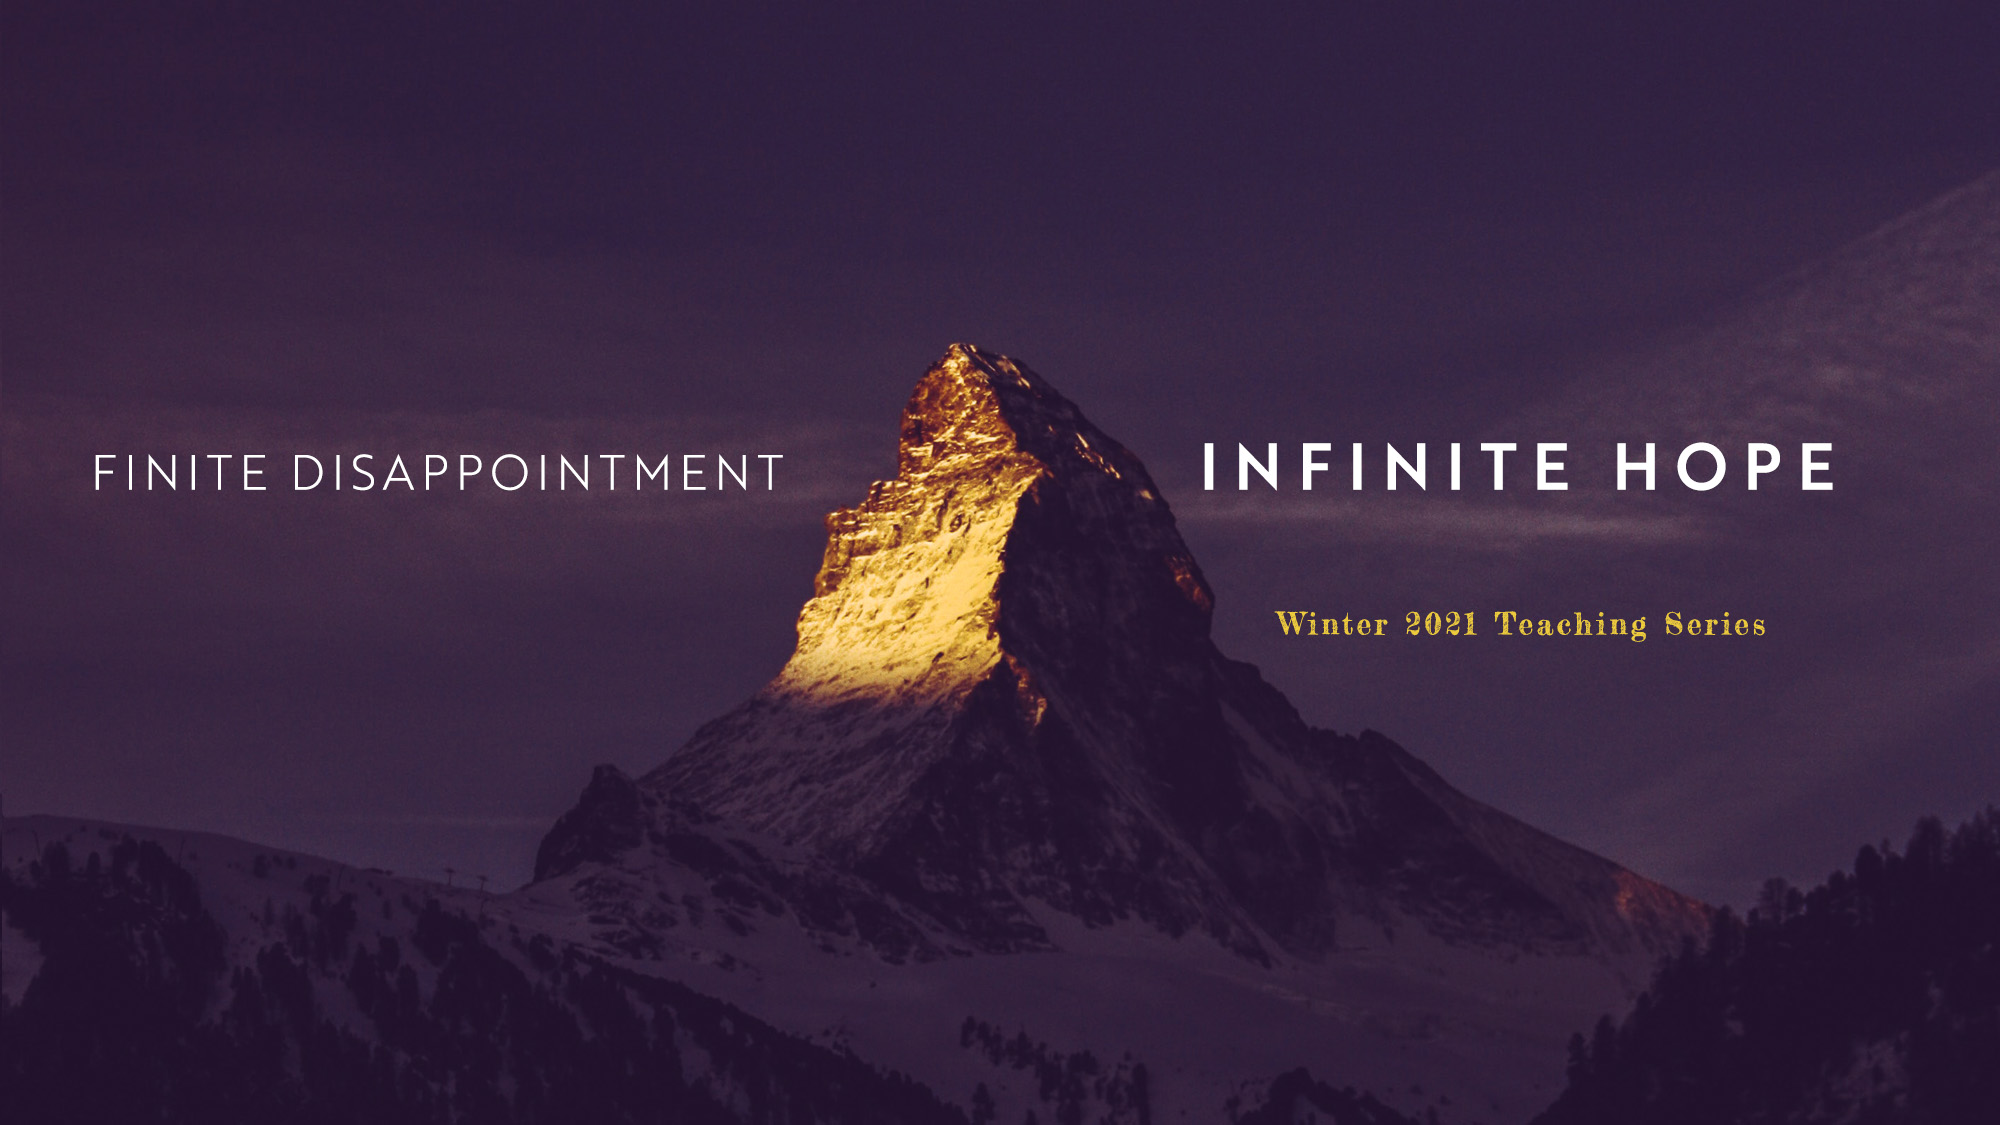 FINITE DISAPPOINTMENT
INFINITE HOPE
Winter 2021 Teaching Series